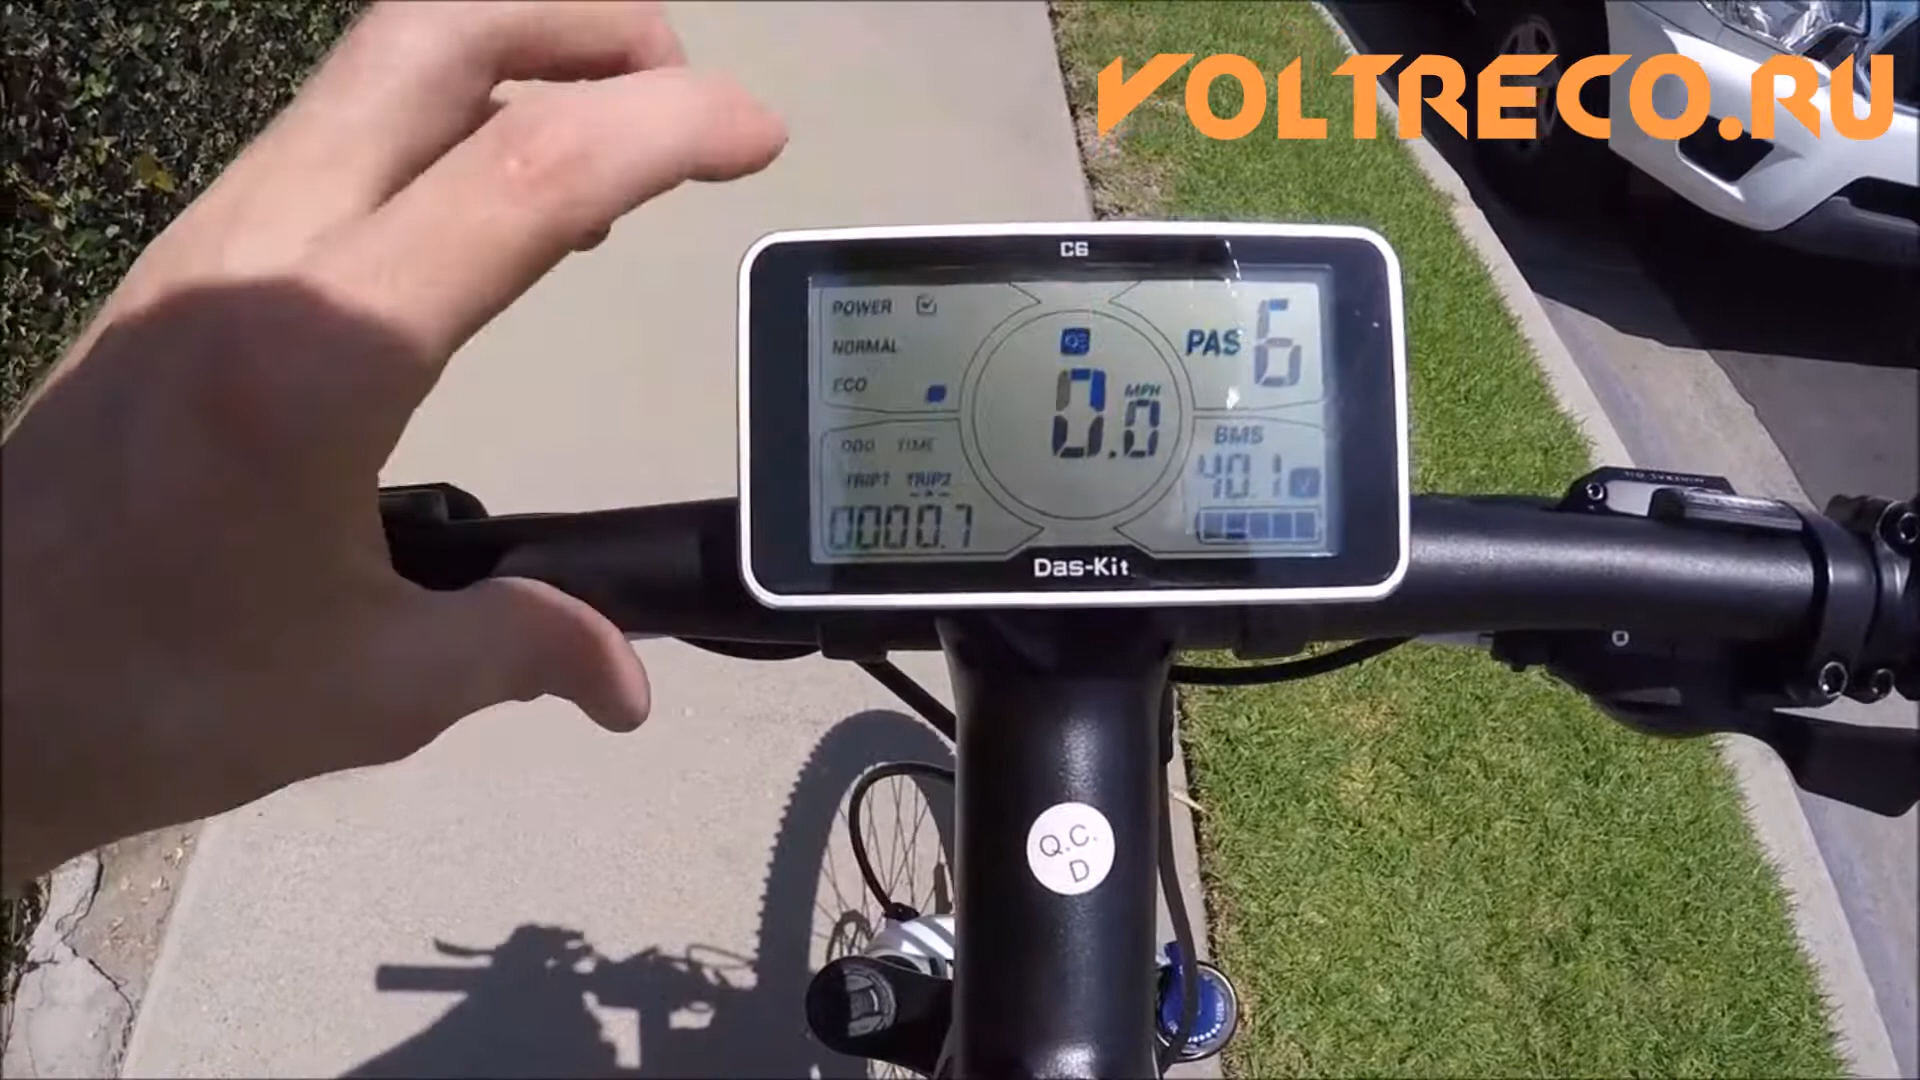 VOLTRECO.RU
C6
POWER
NORMAL
ECO
PAS 6
MPH
0.0
ODO TIME
TRIP1 TRIP2
0000.7
BMS
40.1 V
Das-Kit
Q.C.
D